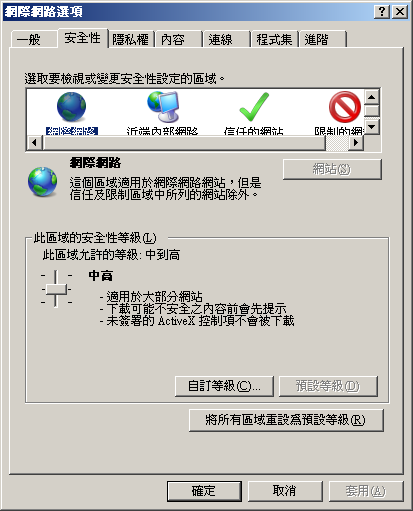 網際網路選項
一般 安全性 隱私權 內容 連線 程式集 進階
選取要檢視或變更安全性設定的區域。
網際網路 近端內部網路 信任的網站 限制的網
網際網路
網站(S)
這個區域適用於網際網路網站，但是
信任及限制區域中所列的網站除外。
此區域的安全性等級(L)
此區域允許的等級: 中到高
中高
- 適用於大部分網站
- 下載可能不安全之內容前會先提示
- 未簽署的 ActiveX 控制項不會被下載
自訂等級(C)... 預設等級(D)
將所有區域重設為預設等級(R)
確定 取消 套用(A)